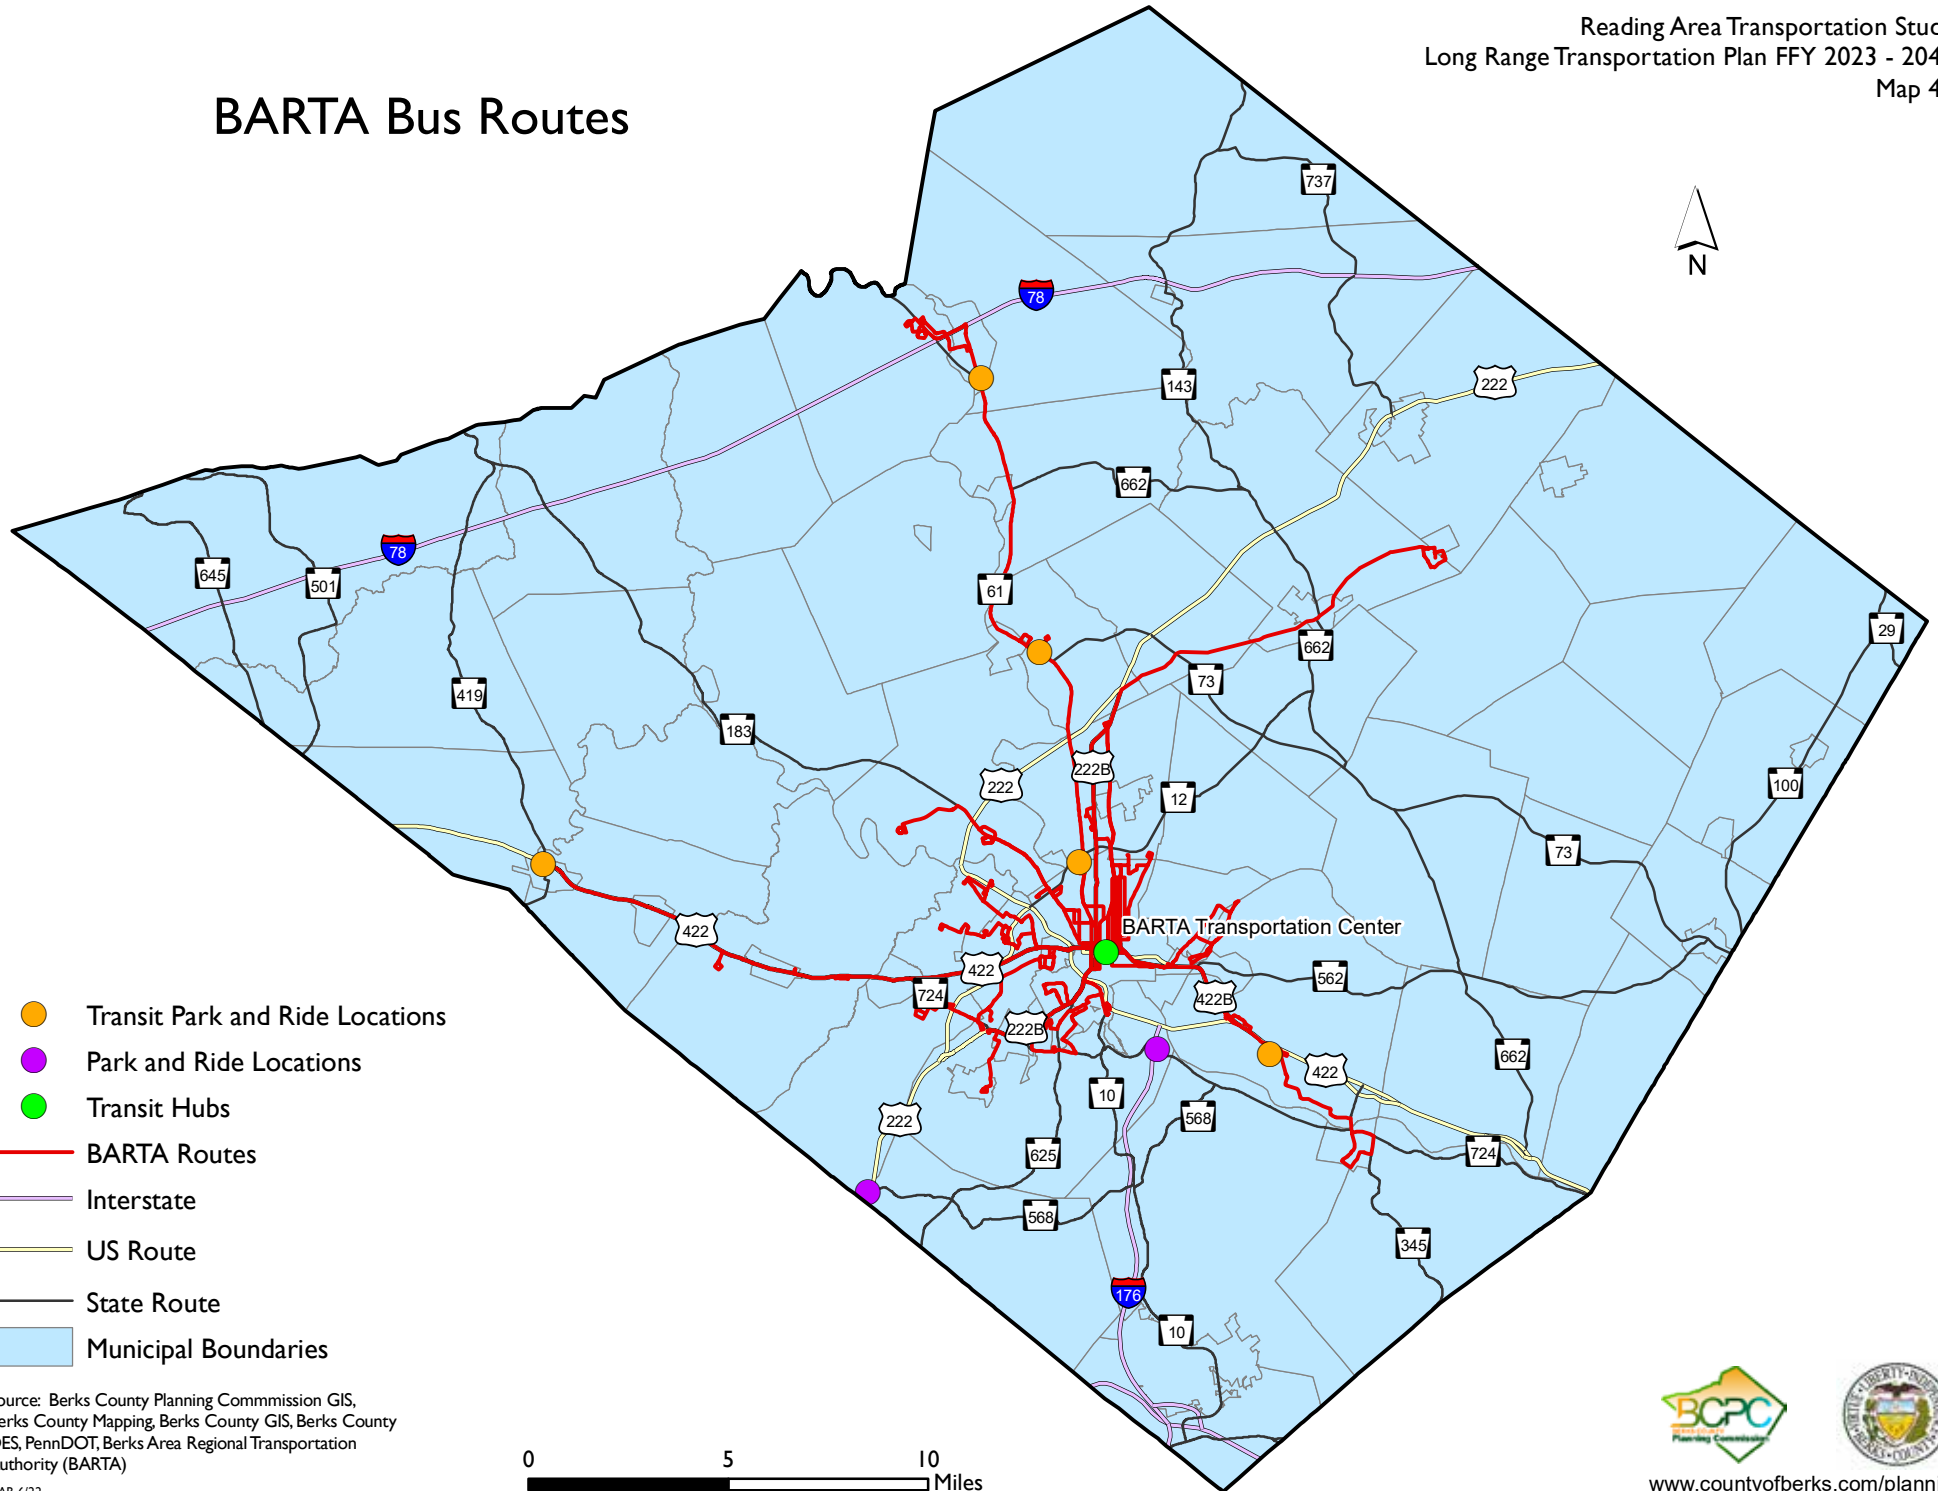 Reading Area Transportation Stud
Long Range Transportation Plan FFY 2023 - 204
Map 4
BARTA Bus Routes
N
737
78
143
222
662
78
645
501
61
29
662
73
419
183
222B
222
12
100
73
BARTA Transportation Center
422
422
562
724
422B
222B
662
422
10
568
222
625
724
568
345
176
10
Transit Park and Ride Locations
Park and Ride Locations
Transit Hubs
BARTA Routes
Interstate
US Route
State Route
Municipal Boundaries
ource: Berks County Planning Commmission GIS,
erks County Mapping, Berks County GIS, Berks County
DES, PennDOT, Berks Area Regional Transportation
uthority (BARTA)
0 5 10
Miles
BCPC
Planning Commission
www.countyofberks.com/planni